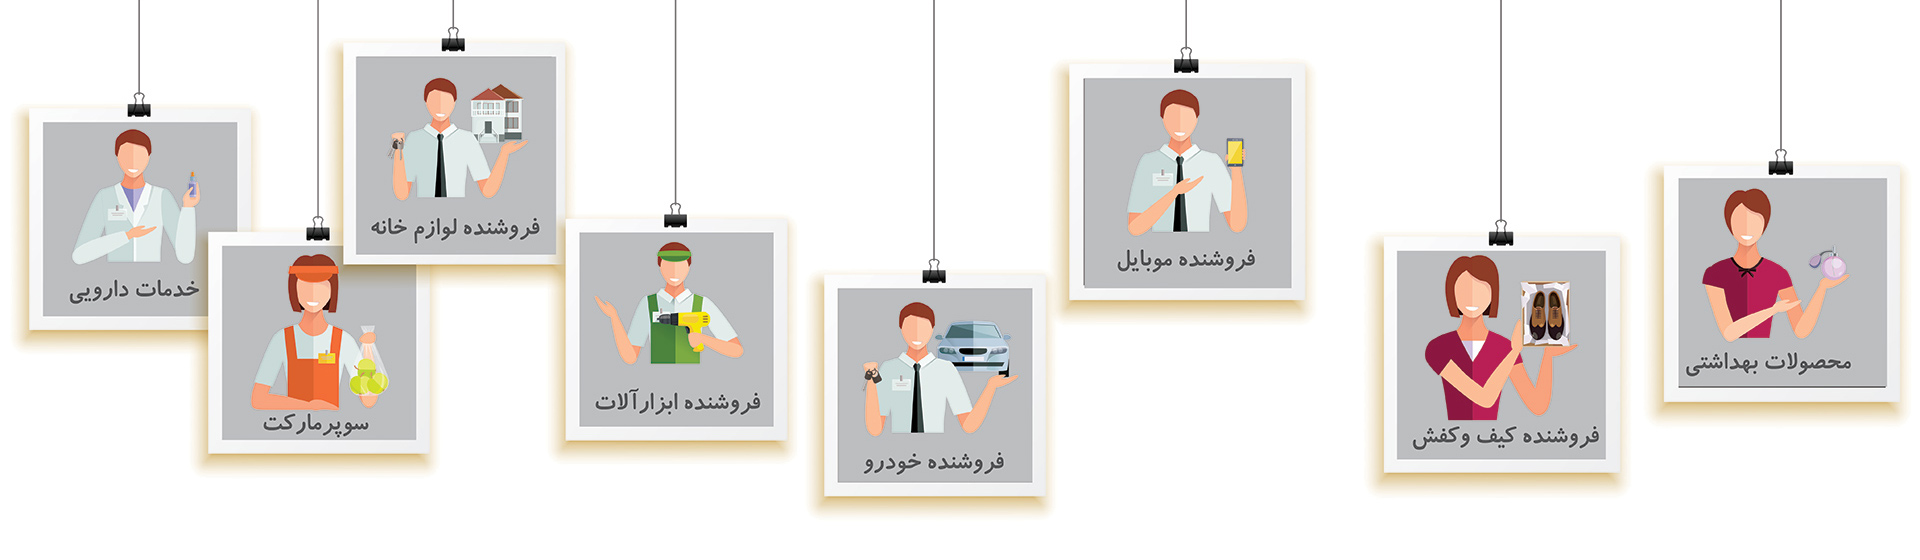 محصولات بهداشتی
فروشنده کیف وکفش
فروشنده موبایل
فروشنده خودرو
فروشنده ابزارآلات
فروشنده لوازم خانه
سوپرمارکت
خدمات دارویی